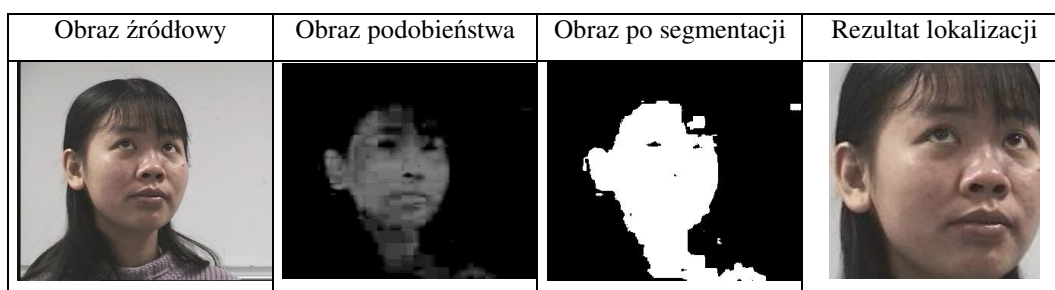 Obraz źródłowy
Obraz podobieństwa
Obraz po segmentacji
Rezultat lokalizacji